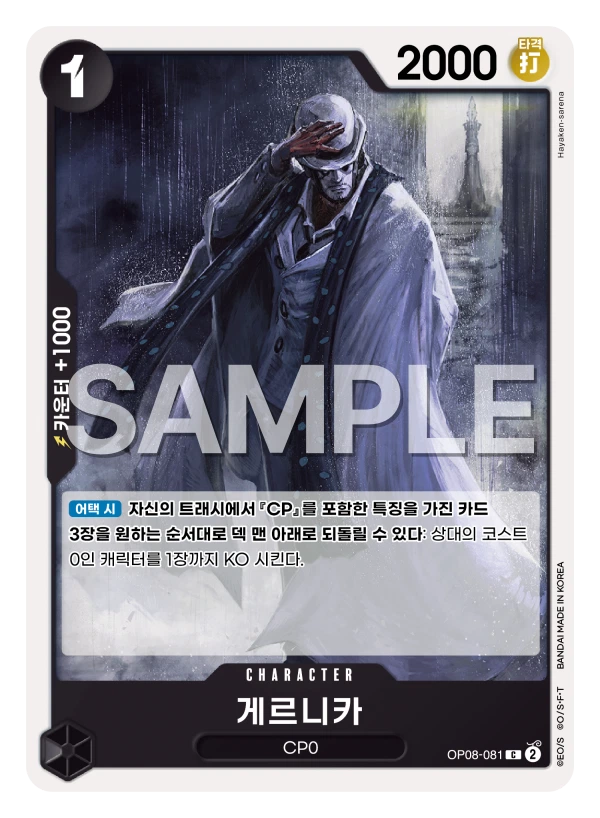 1
2000
타격
打
Hayaken-sarena
⚡카운터 +1000
SAMPLE
어택 시 자신의 트래시에서 『CP』를 포함한 특징을 가진 카드
3장을 원하는 순서대로 덱 맨 아래로 되돌릴 수 있다: 상대의 코스트
0인 캐릭터를 1장까지 KO 시킨다.
CHARACTER
게르니카
CP0
OP08-081 C 2
©EO/S ©O/S·F·T BANDAI MADE IN KOREA